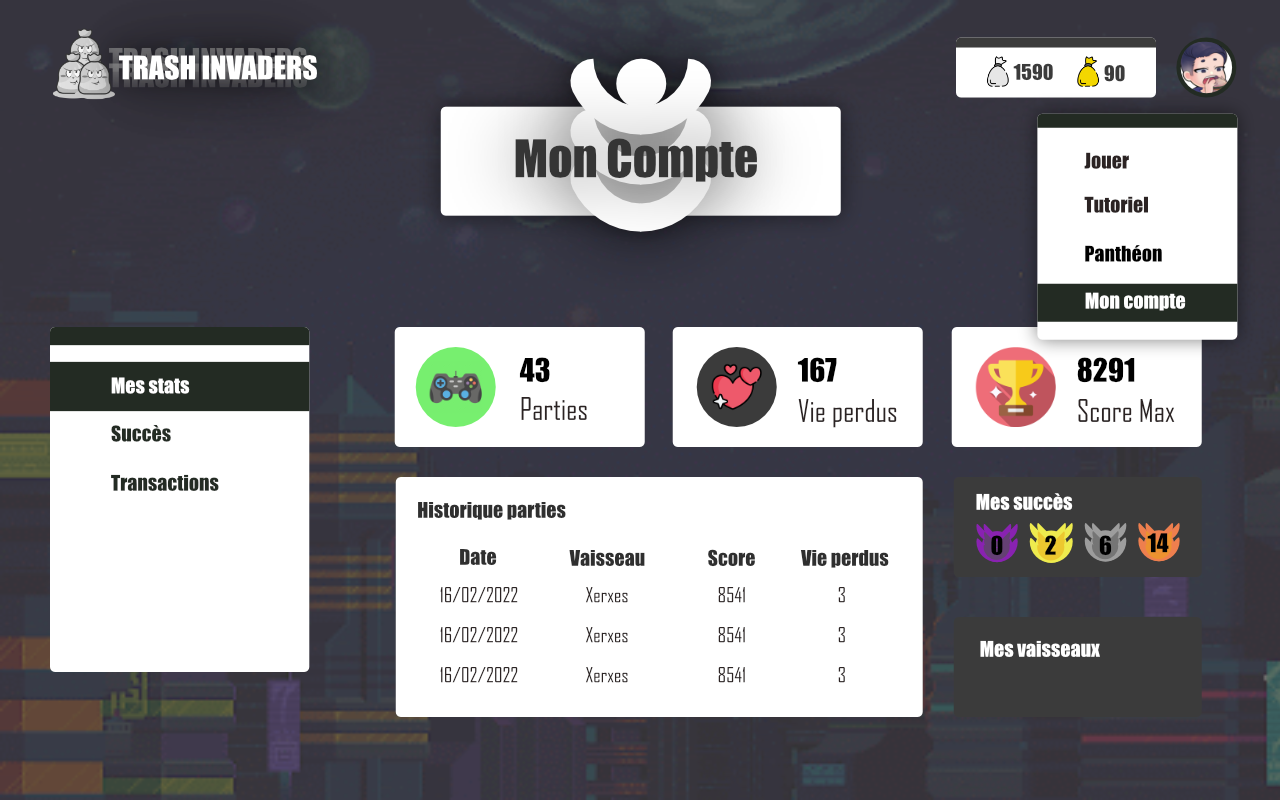 TRASH INVADERS
1590
90
Mon Compte
Jouer
Tutoriel
Panthéon
Mon compte
Mes stats
Succès
Transactions
43
Parties
167
Vie perdus
8291
Score Max
Historique parties
Date Vaisseau Score Vie perdus
16/02/2022 Xerxes 8541 3
16/02/2022 Xerxes 8541 3
16/02/2022 Xerxes 8541 3
Mes succès
0 2 6 14
Mes vaisseaux